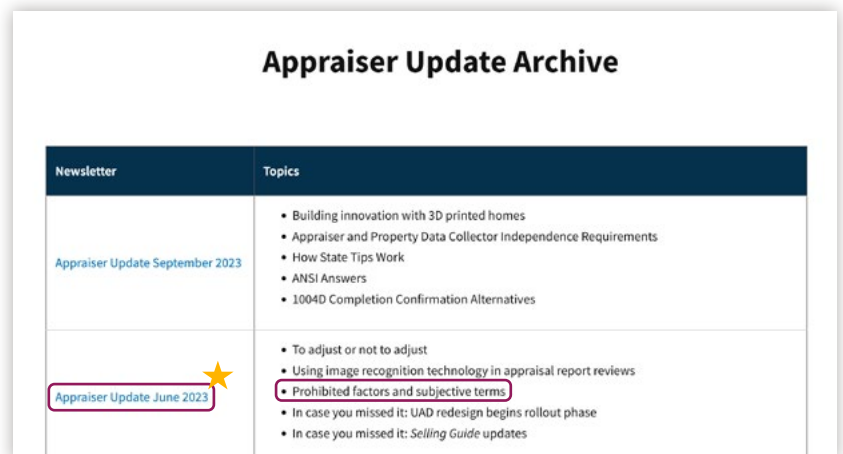 Appraiser Update Archive
Newsletter
Topics
Appraiser Update September 2023
• Building innovation with 3D printed homes
• Appraiser and Property Data Collector Independence Requirements
• How State Tips Work
• ANSI Answers
• 1004D Completion Confirmation Alternatives
Appraiser Update June 2023
• To adjust or not to adjust
• Using image recognition technology in appraisal report reviews
• Prohibited factors and subjective terms
• In case you missed it: UAD redesign begins rollout phase
• In case you missed it: Selling Guide updates